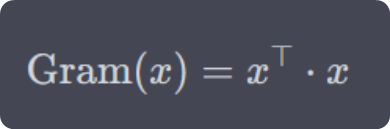 Gram(x) = x⊤ · x